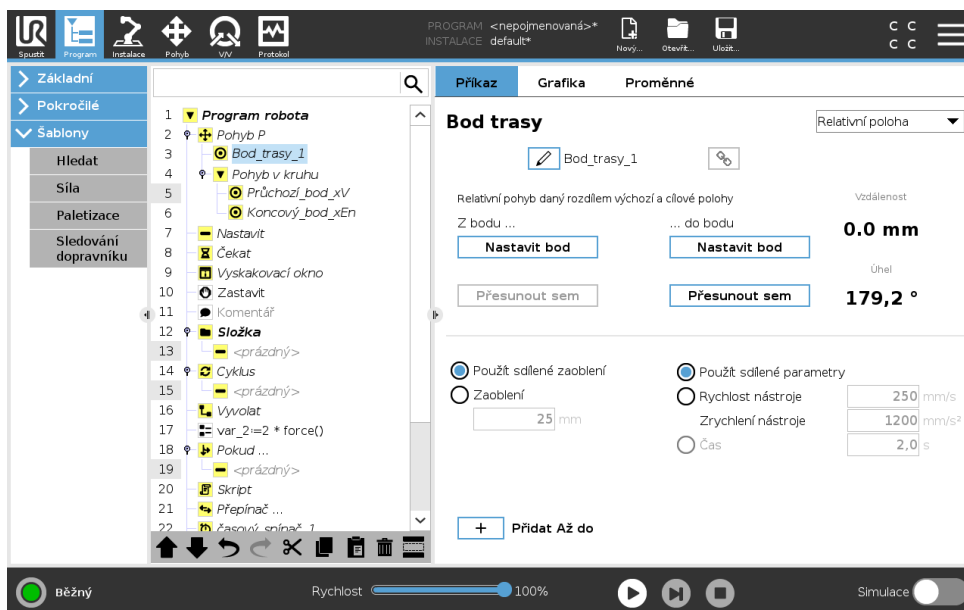 PROGRAM <nepojmenovaná>*
INSTALACE default*
Spustit
Program
Instalace
Pohyb
V/V
Protokol
Nový...
Otevřít...
Uložit...
C C
C C
Základní
Pokročilé
Šablony
Hledat
Síla
Paletizace
Sledování
dopravníku
1 Program robota
2 Pohyb P
3 Bod_trasy_1
4 Pohyb v kruhu
5 Průchozí_bod_xV
6 Koncový_bod_xEn
7 Nastavit
8 Čekat
9 Vyskakovací okno
10 Zastavit
11 Komentář
12 Složka
13 <prázdný>
14 Cyklus
15 <prázdný>
16 Vyvolat
17 var_2:=2 * force()
18 Pokud ...
19 <prázdný>
20 Skript
21 Přepínač ...
22 časový_spínač_1
Příkaz
Grafika
Proměnné
Bod trasy
Relativní poloha
Bod_trasy_1
Relativní pohyb daný rozdílem výchozí a cílové polohy
Vzdálenost
Z bodu ...
... do bodu
0.0 mm
Nastavit bod
Nastavit bod
Úhel
Přesunout sem
Přesunout sem
179,2 °
Použít sdílené zaoblení
Zaoblení
25 mm
Použít sdílené parametry
Rychlost nástroje 250 mm/s
Zrychlení nástroje 1200 mm/s²
Čas 2,0 s
+ Přidat Až do
Běžný
Rychlost
100%
Simulace